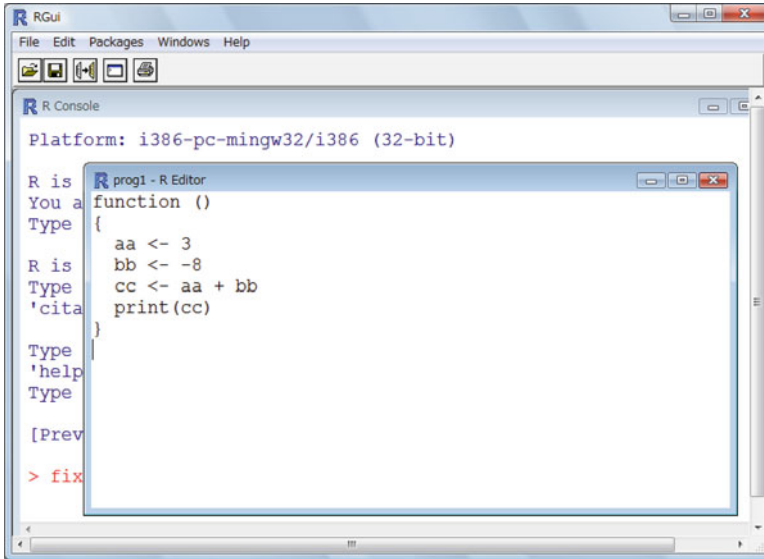 RGui
File Edit Packages Windows Help
R Console
Platform: i386-pc-mingw32/i386 (32-bit)
R is
You a
Type
R is
Type
'cita
Type
'help
Type
[Prev
> fix
prog1 - R Editor
function ()
{
  aa <- 3
  bb <- -8
  cc <- aa + bb
  print(cc)
}